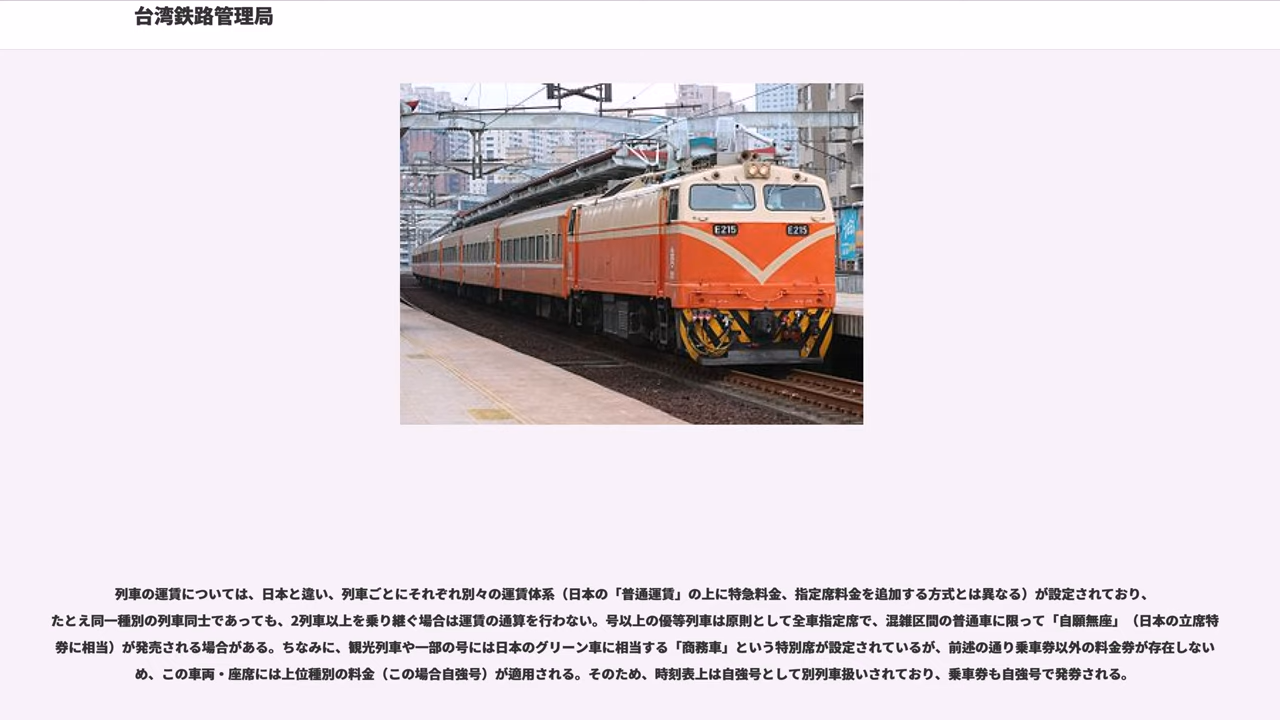 台湾鉄路管理局
E215
E215
列車の運賃については、日本と違い、列車ごとにそれぞれ別々の運賃体系（日本の「普通運賃」の上に特急料金、指定席料金を追加する方式とは異なる）が設定されており、
たとえ同一種別の列車同士であっても、2列車以上を乗り継ぐ場合は運賃の通算を行わない。号以上の優等列車は原則として全車指定席で、混雑区間の普通車に限って「自願無座」（日本の立席特
券に相当）が発売される場合がある。ちなみに、観光列車や一部の号には日本のグリーン車に相当する「商務車」という特別席が設定されているが、前述の通り乗車券以外の料金券が存在しない
め、この車両・座席には上位種別の料金（この場合自強号）が適用される。そのため、時刻表上は自強号として別列車扱いされており、乗車券も自強号で発券される。